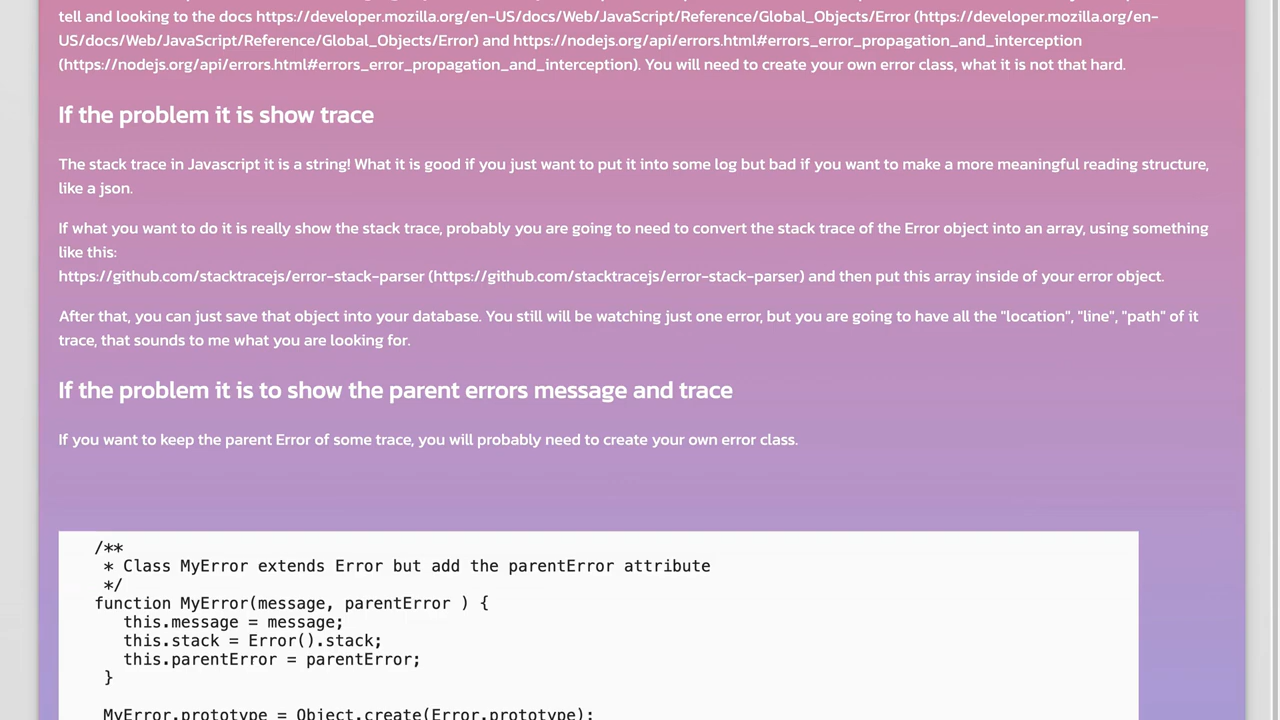 tell and looking to the docs https://developer.mozilla.org/en-US/docs/Web/JavaScript/Reference/Global_Objects/Error (https://developer.mozilla.org/en-
US/docs/Web/JavaScript/Reference/Global_Objects/Error) and https://nodejs.org/api/errors.html#errors_error_propagation_and_interception
(https://nodejs.org/api/errors.html#errors_error_propagation_and_interception). You will need to create your own error class, what it is not that hard.
If the problem it is show trace
The stack trace in Javascript it is a string! What it is good if you just want to put it into some log but bad if you want to make a more meaningful reading structure,
like a json.
If what you want to do it is really show the stack trace, probably you are going to need to convert the stack trace of the Error object into an array, using something
like this:
https://github.com/stacktracejs/error-stack-parser (https://github.com/stacktracejs/error-stack-parser) and then put this array inside of your error object.
After that, you can just save that object into your database. You still will be watching just one error, but you are going to have all the "location", "line", "path" of it
trace, that sounds to me what you are looking for.
If the problem it is to show the parent errors message and trace
If you want to keep the parent Error of some trace, you will probably need to create your own error class.
/**
* Class MyError extends Error but add the parentError attribute
*/
function MyError(message, parentError ) {
this.message = message;
this.stack = Error().stack;
this.parentError = parentError;
}
MyError.prototype = Object.create(Error.prototype);